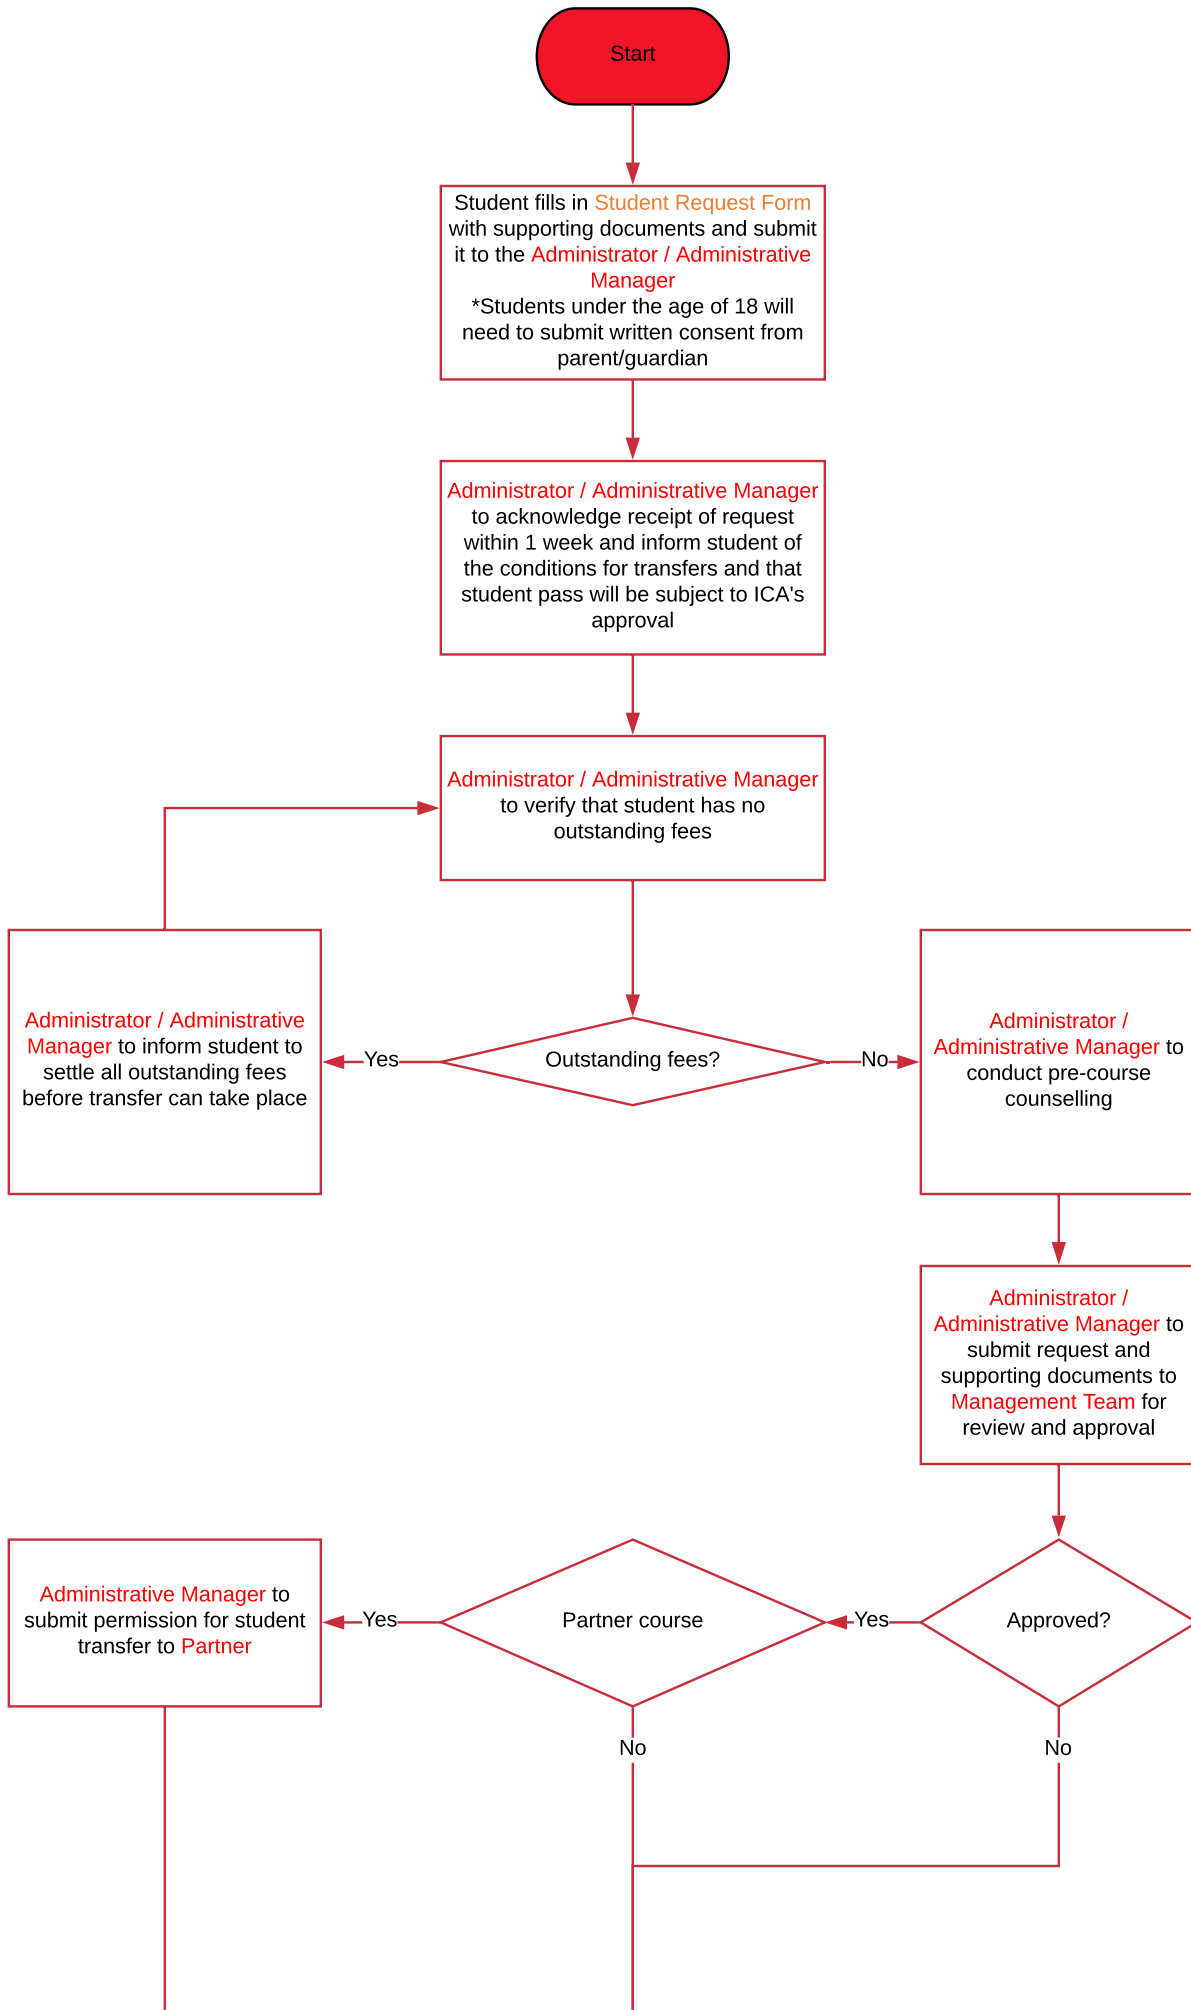 Start
Student fills in Student Request Form
with supporting documents and submit
it to the Administrator / Administrative
Manager
*Students under the age of 18 will
need to submit written consent from
parent/guardian
Administrator / Administrative Manager
to acknowledge receipt of request
within 1 week and inform student of
the conditions for transfers and that
student pass will be subject to ICA's
approval
Administrator / Administrative Manager
to verify that student has no
outstanding fees
Administrator / Administrative
Manager to inform student to
settle all outstanding fees
before transfer can take place
Yes
Outstanding fees?
No
Administrator /
Administrative Manager to
conduct pre-course
counselling
Administrator /
Administrative Manager to
submit request and
supporting documents to
Management Team for
review and approval
Approved?
Yes
Partner course
Yes
Administrative Manager to
submit permission for student
transfer to Partner
No
No